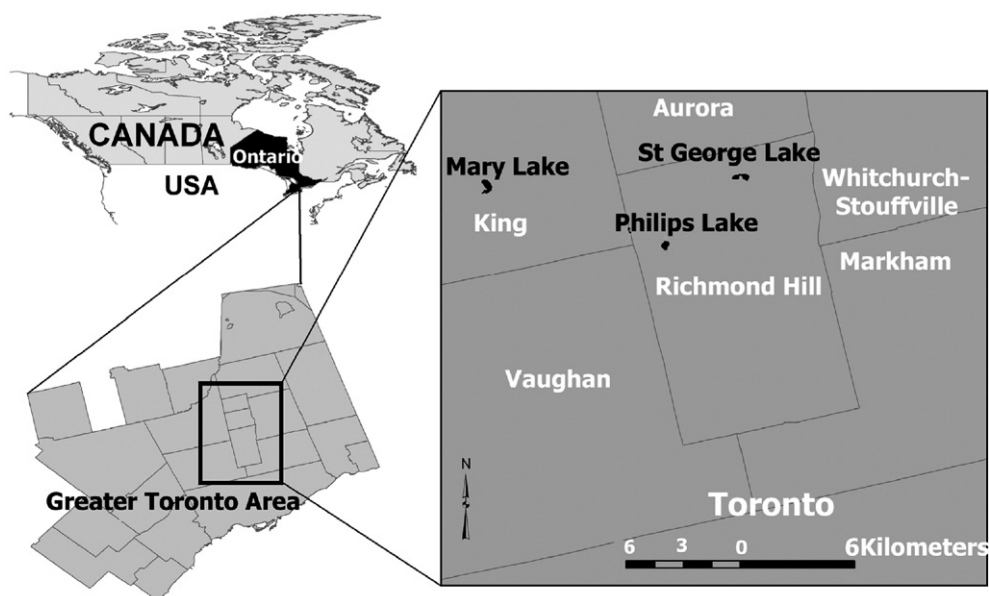 CANADA
Ontario
USA
Greater Toronto Area
Aurora
St George Lake
Mary Lake
Whitchurch-
Stouffville
King
Philips Lake
Markham
Richmond Hill
Vaughan
N
Toronto
6 3 0 6Kilometers